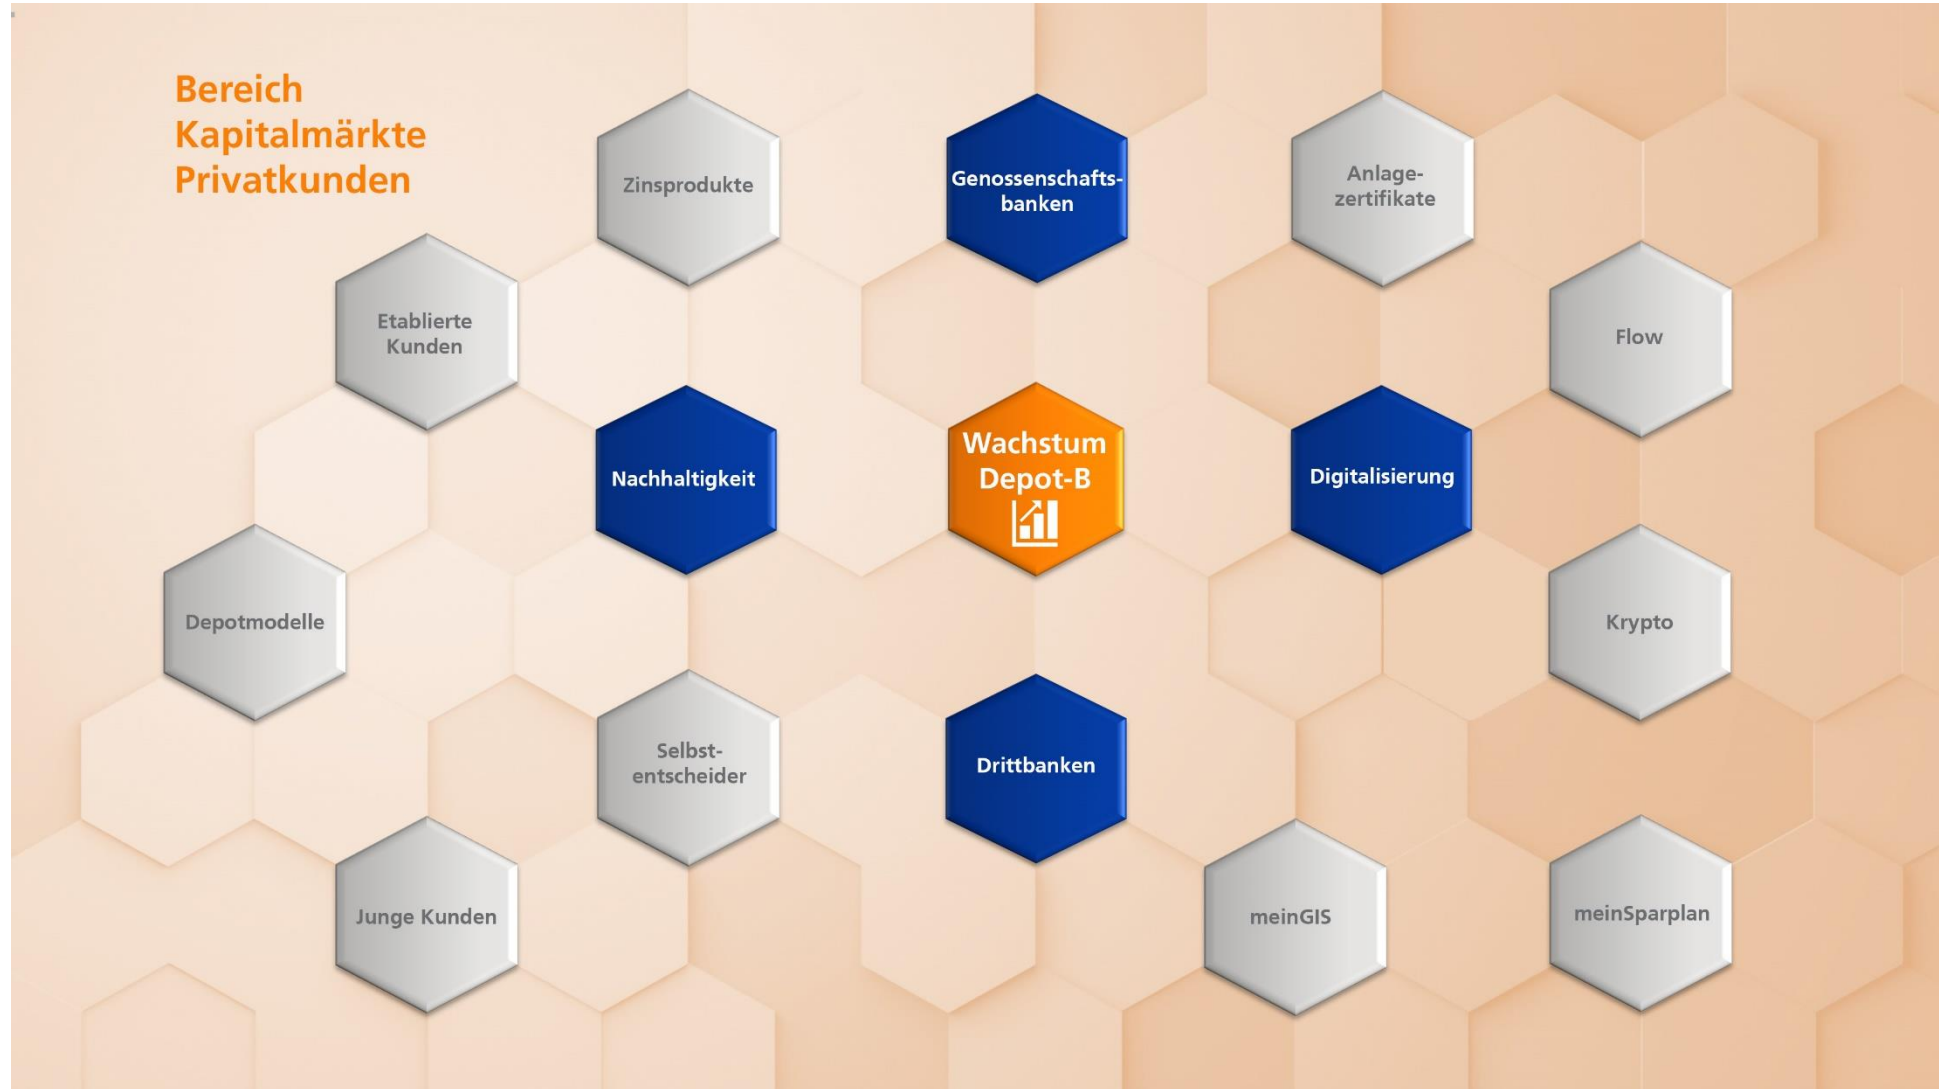 Bereich
Kapitalmärkte
Privatkunden
Zinsprodukte
Genossenschafts-
banken
Anlage-
zertifikate
Etablierte
Kunden
Flow
Nachhaltigkeit
Wachstum
Depot-B
Digitalisierung
Depotmodelle
Krypto
Selbst-
entscheider
Drittbanken
Junge Kunden
meinGIS
meinSparplan